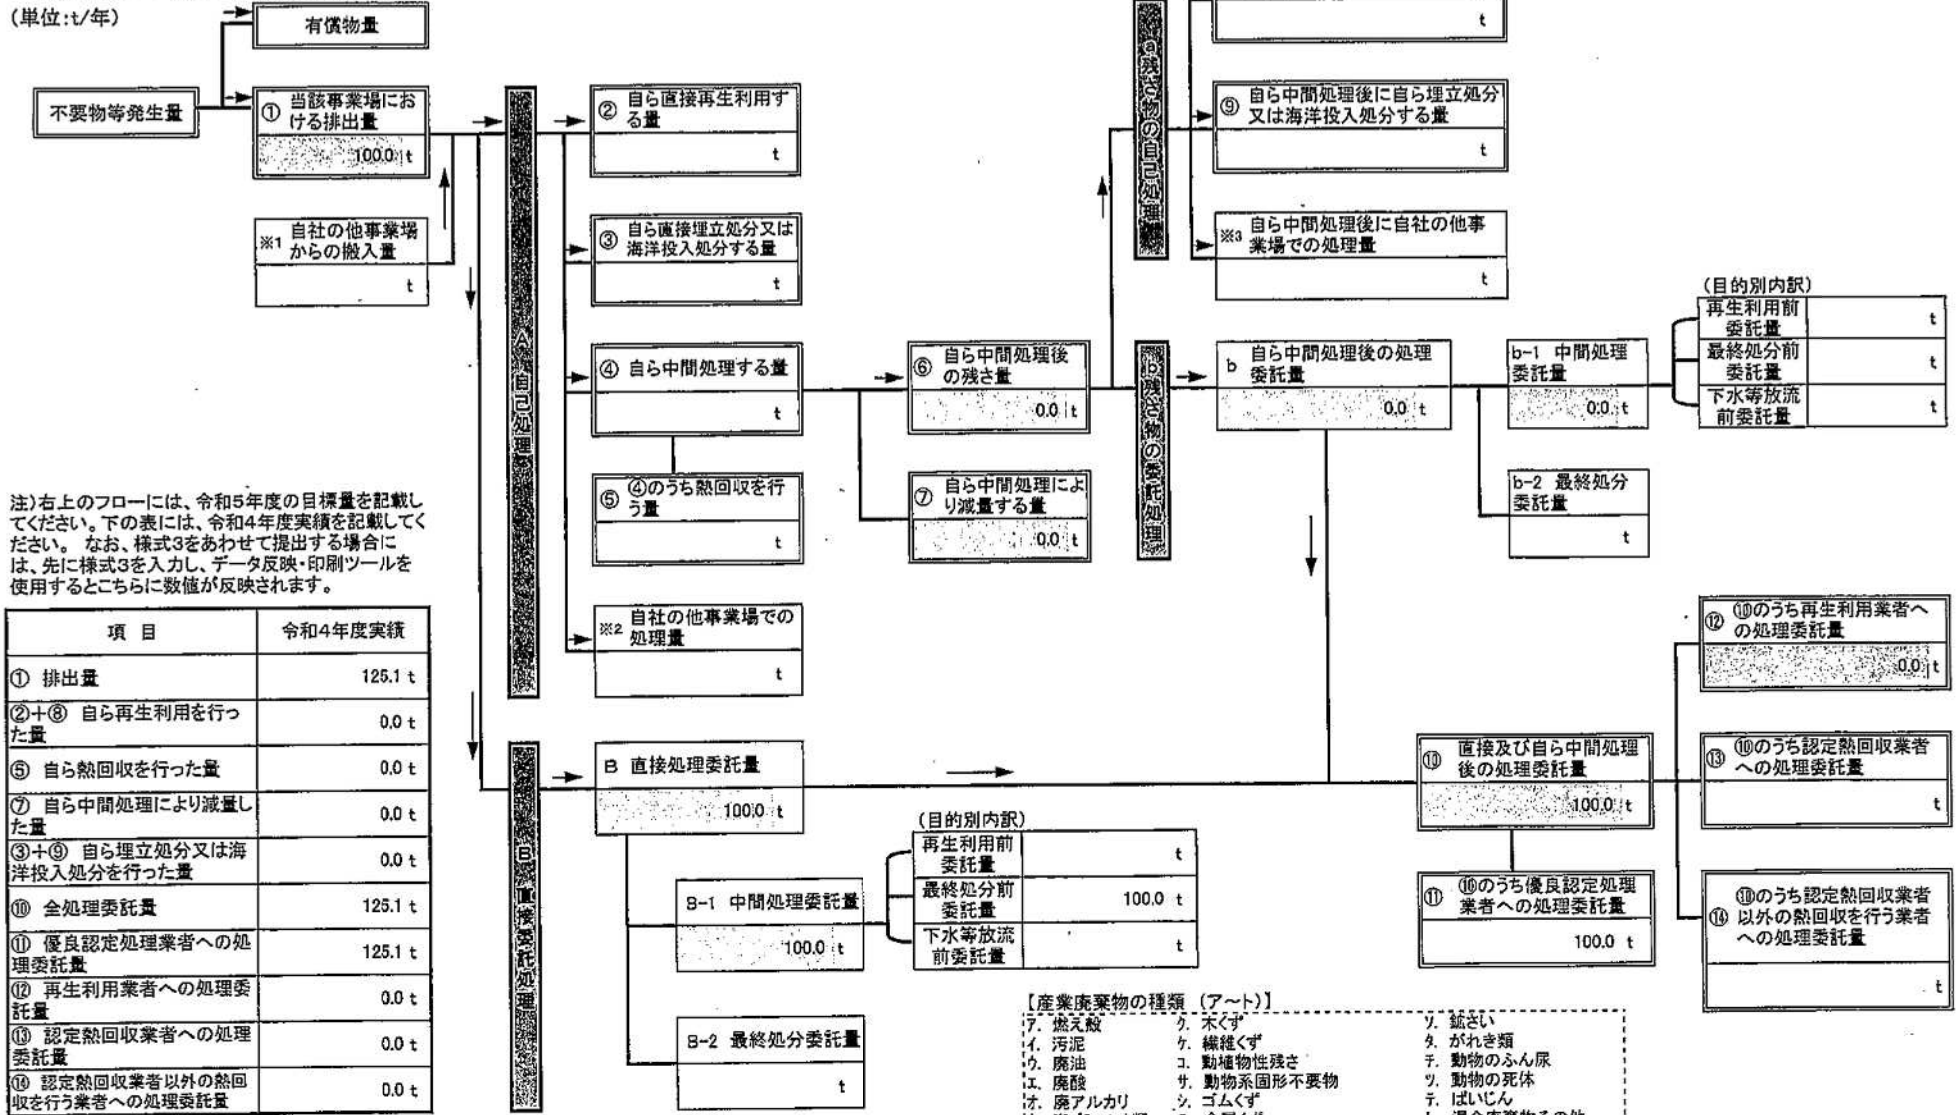 (単位:t/年)
有償物量
不要物等発生量
① 当該事業場にお
ける排出量
100.0 t
※1 自社の他事業場
からの搬入量
t
A 自己処理
② 自ら直接再生利用す
る量
t
③ 自ら直接埋立処分又は
海洋投入処分する量
t
④ 自ら中間処理する量
t
⑤ ④のうち熱回収を行
う量
t
※2 自社の他事業場での
処理量
t
⑥ 自ら中間処理後
の残さ量
0.0 t
⑦ 自ら中間処理によ
り減量する量
0.0 t
a残さ物の自己処理
t
⑨ 自ら中間処理後に自ら埋立処分
又は海洋投入処分する量
t
※3 自ら中間処理後に自社の他事
業場での処理量
t
b残さ物の委託処理
b 自ら中間処理後の処理
委託量
0.0 t
b-1 中間処理
委託量
0.0 t
(目的別内訳)
再生利用前
委託量
t
最終処分前
委託量
t
下水等放流
前委託量
t
b-2 最終処分
委託量
t
注)右上のフローには、令和5年度の目標量を記載し
てください。下の表には、令和4年度実績を記載してく
ださい。 なお、様式3をあわせて提出する場合に
は、先に様式3を入力し、データ反映・印刷ツールを
使用するとこちらに数値が反映されます。
項 目 令和4年度実績
① 排出量 125.1 t
②+⑧ 自ら再生利用を行っ
た量 0.0 t
⑤ 自ら熱回収を行った量 0.0 t
⑦ 自ら中間処理により減量し
た量 0.0 t
③+⑨ 自ら埋立処分又は海
洋投入処分を行った量 0.0 t
⑩ 全処理委託量 125.1 t
⑪ 優良認定処理業者への処
理委託量 125.1 t
⑫ 再生利用業者への処理委
託量 0.0 t
⑬ 認定熱回収業者への処理
委託量 0.0 t
⑭ 認定熱回収業者以外の熱回
収を行う業者への処理委託量 0.0 t
B 直接委託処理
B 直接処理委託量
100.0 t
B-1 中間処理委託量
100.0 t
(目的別内訳)
再生利用前
委託量
t
最終処分前
委託量
100.0 t
下水等放流
前委託量
t
B-2 最終処分委託量
t
⑩ 直接及び自ら中間処理
後の処理委託量
100.0 t
⑪ ⑩のうち優良認定処理
業者への処理委託量
100.0 t
⑫ ⑩のうち再生利用業者へ
の処理委託量
0.0 t
⑬ ⑩のうち認定熱回収業者
への処理委託量
t
⑭ ⑩のうち認定熱回収業者
以外の熱回収を行う業者
への処理委託量
t
【産業廃棄物の種類 (ア～ト)】
ア. 燃え殻 ク. 木くず ソ. 鉱さい
イ. 汚泥 ケ. 繊維くず タ. がれき類
ウ. 廃油 コ. 動植物性残さ チ. 動物のふん尿
エ. 廃酸 サ. 動物系固形不要物 ツ. 動物の死体
オ. 廃アルカリ シ. ゴムくず テ. ばいじん